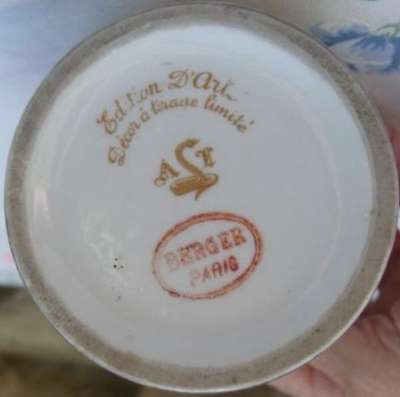 Edition D'Art
Décor à tirage limité
A L Y
BERGER
PARIS